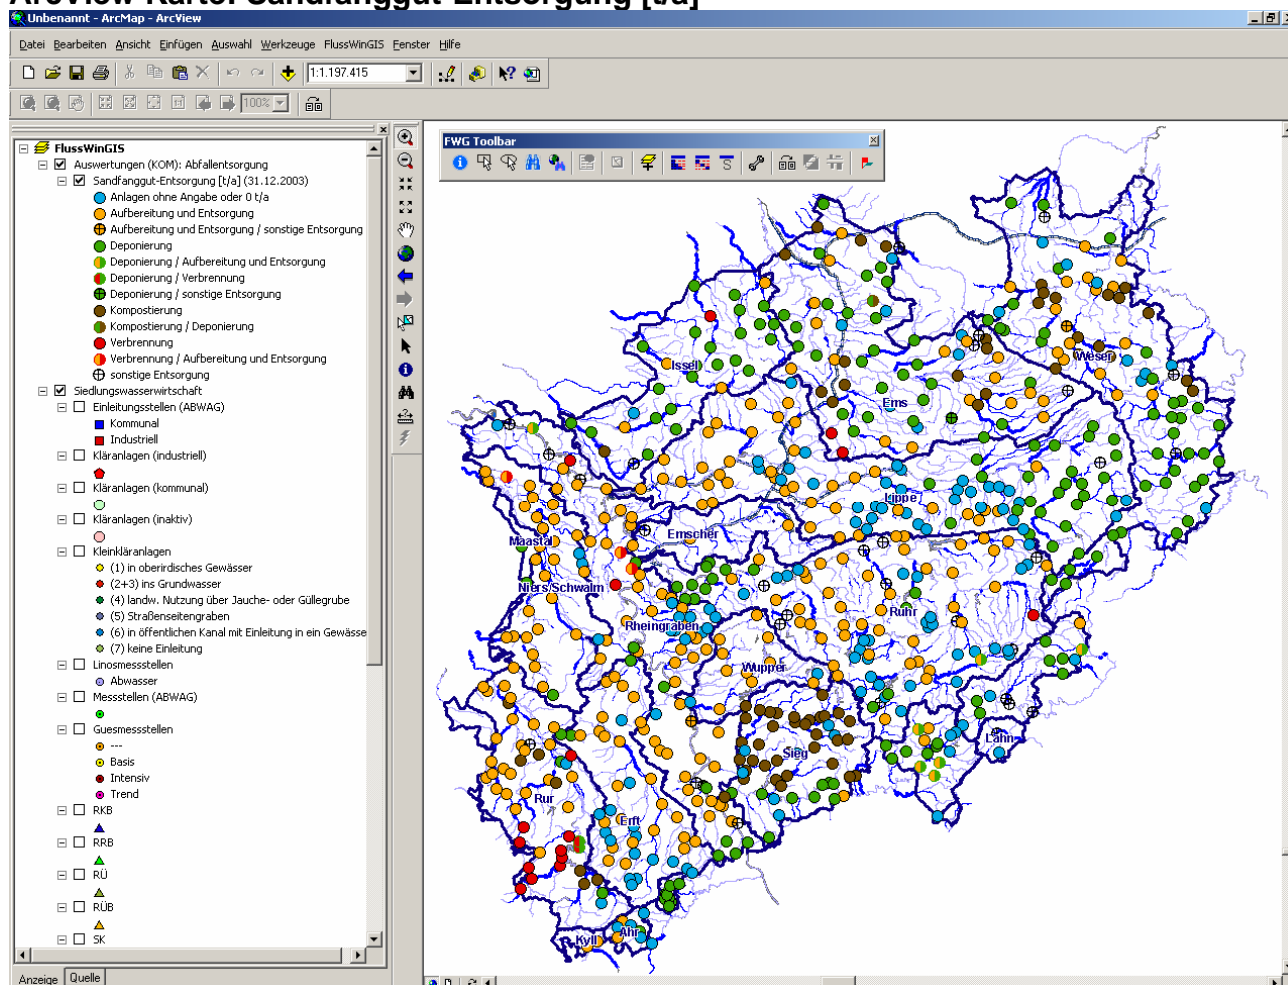 ArcView-Karte: Sandfanggut-Entsorgung [t/a]
Unbenannt - ArcMap - ArcView
Datei Bearbeiten Ansicht Einfügen Auswahl Werkzeuge FlussWinGIS Fenster Hilfe
1:1.197.415
100%
FlussWinGIS
Auswertungen (KOM): Abfallentsorgung
Sandfanggut-Entsorgung [t/a] (31.12.2003)
Anlagen ohne Angabe oder 0 t/a
Aufbereitung und Entsorgung
Aufbereitung und Entsorgung / sonstige Entsorgung
Deponierung
Deponierung / Aufbereitung und Entsorgung
Deponierung / Verbrennung
Deponierung / sonstige Entsorgung
Kompostierung
Kompostierung / Deponierung
Verbrennung
Verbrennung / Aufbereitung und Entsorgung
sonstige Entsorgung
Siedlungswasserwirtschaft
Einleitungsstellen (ABWAG)
Kommunal
Industriell
Kläranlagen (industriell)
Kläranlagen (kommunal)
Kläranlagen (inaktiv)
Kleinkläranlagen
(1) in oberirdisches Gewässer
(2+3) ins Grundwasser
(4) landw. Nutzung über Jauche- oder Güllegrube
(5) Straßenseitengraben
(6) in öffentlichen Kanal mit Einleitung in ein Gewässe
(7) keine Einleitung
Linosmessstellen
Abwasser
Messstellen (ABWAG)
Guesmessstellen
---
Basis
Intensiv
Trend
RKB
RRB
RÜ
RÜB
SK
Anzeige Quelle
FWG Toolbar
Issel
Weser
Ems
Lippe
Emscher
Maastal
Niers/Schwalm
Rheingraben
Ruhr
Wupper
Lahn
Sieg
Rur
Erft
Kyll
Ahr